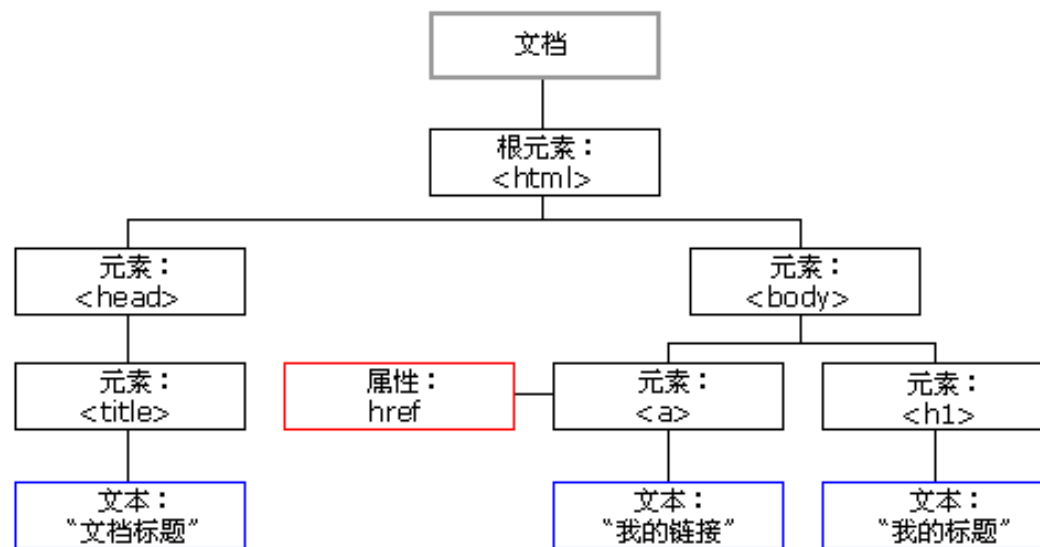 文档
根元素：
<html>
元素：
<head>
元素：
<body>
元素：
<title>
属性：
href
元素：
<a>
元素：
<h1>
文本：
“文档标题”
文本：
“我的链接”
文本：
“我的标题”